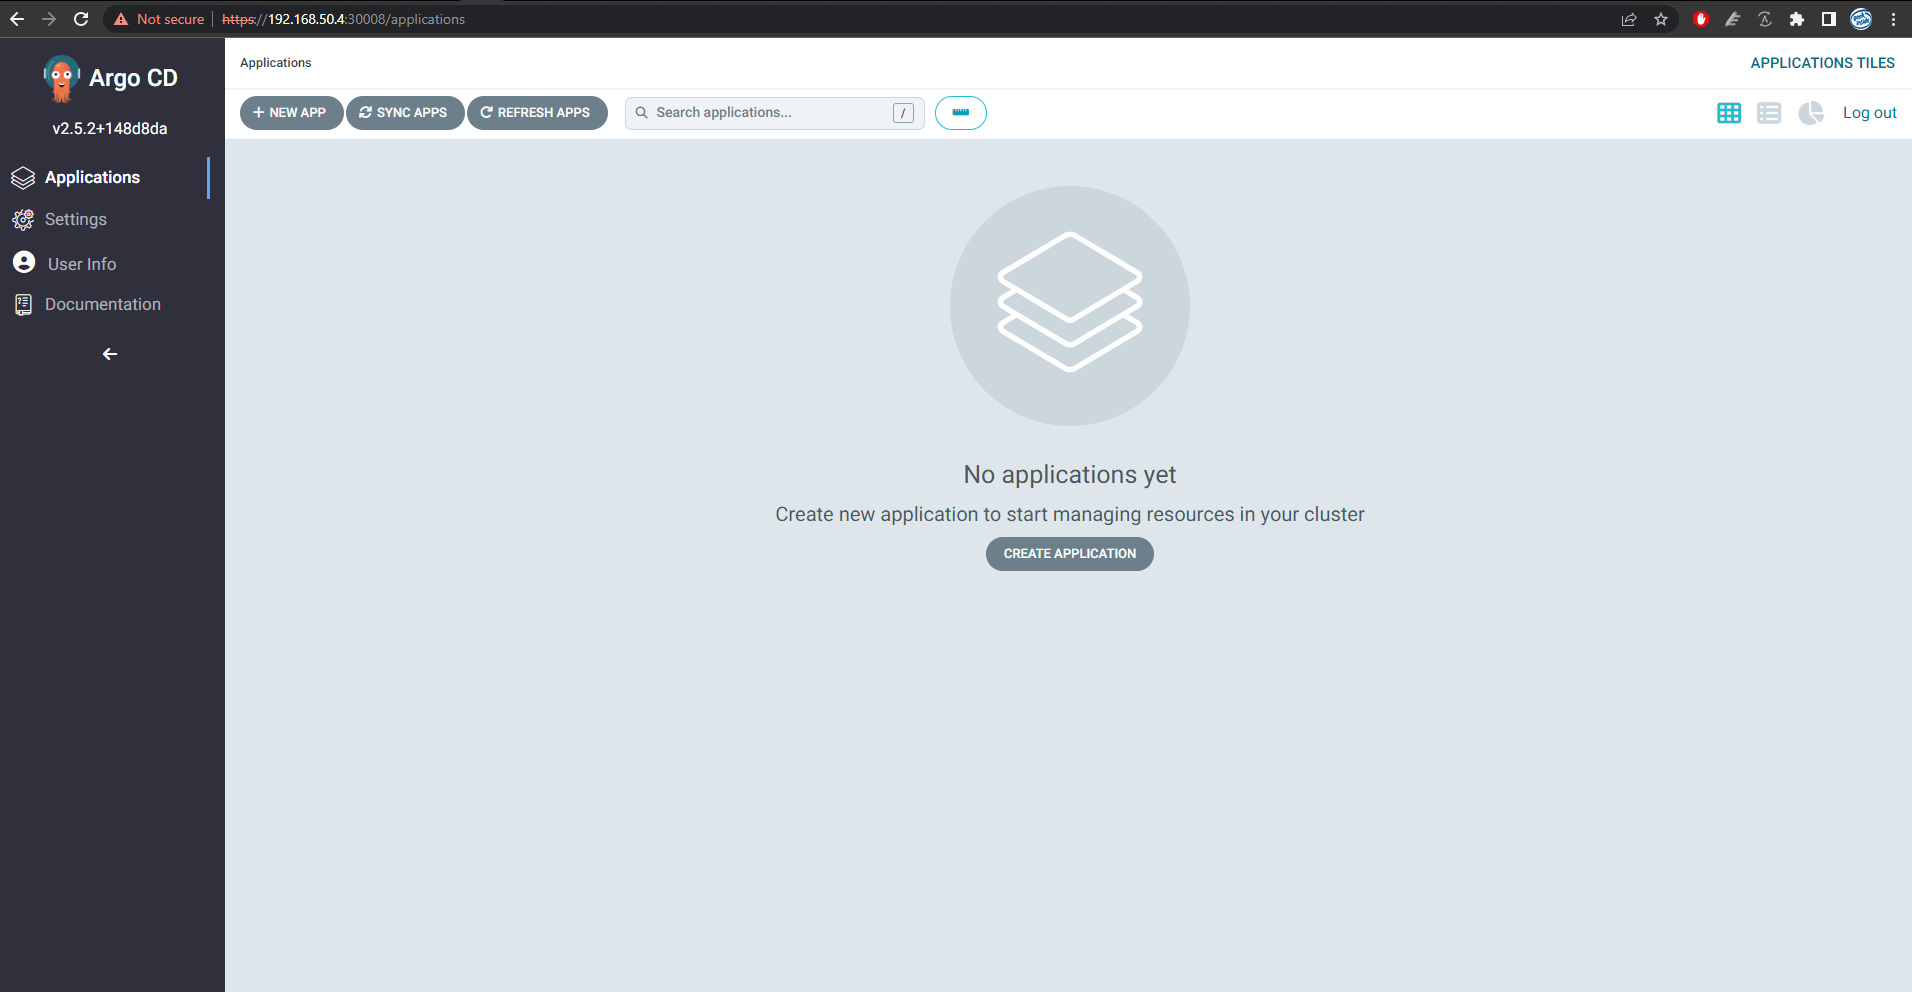 Not secure https://192.168.50.4:30008/applications
Argo CD
v2.5.2+148d8da
Applications
Settings
User Info
Documentation
Applications
APPLICATIONS TILES
NEW APP SYNC APPS REFRESH APPS Search applications... / Log out
No applications yet
Create new application to start managing resources in your cluster
CREATE APPLICATION